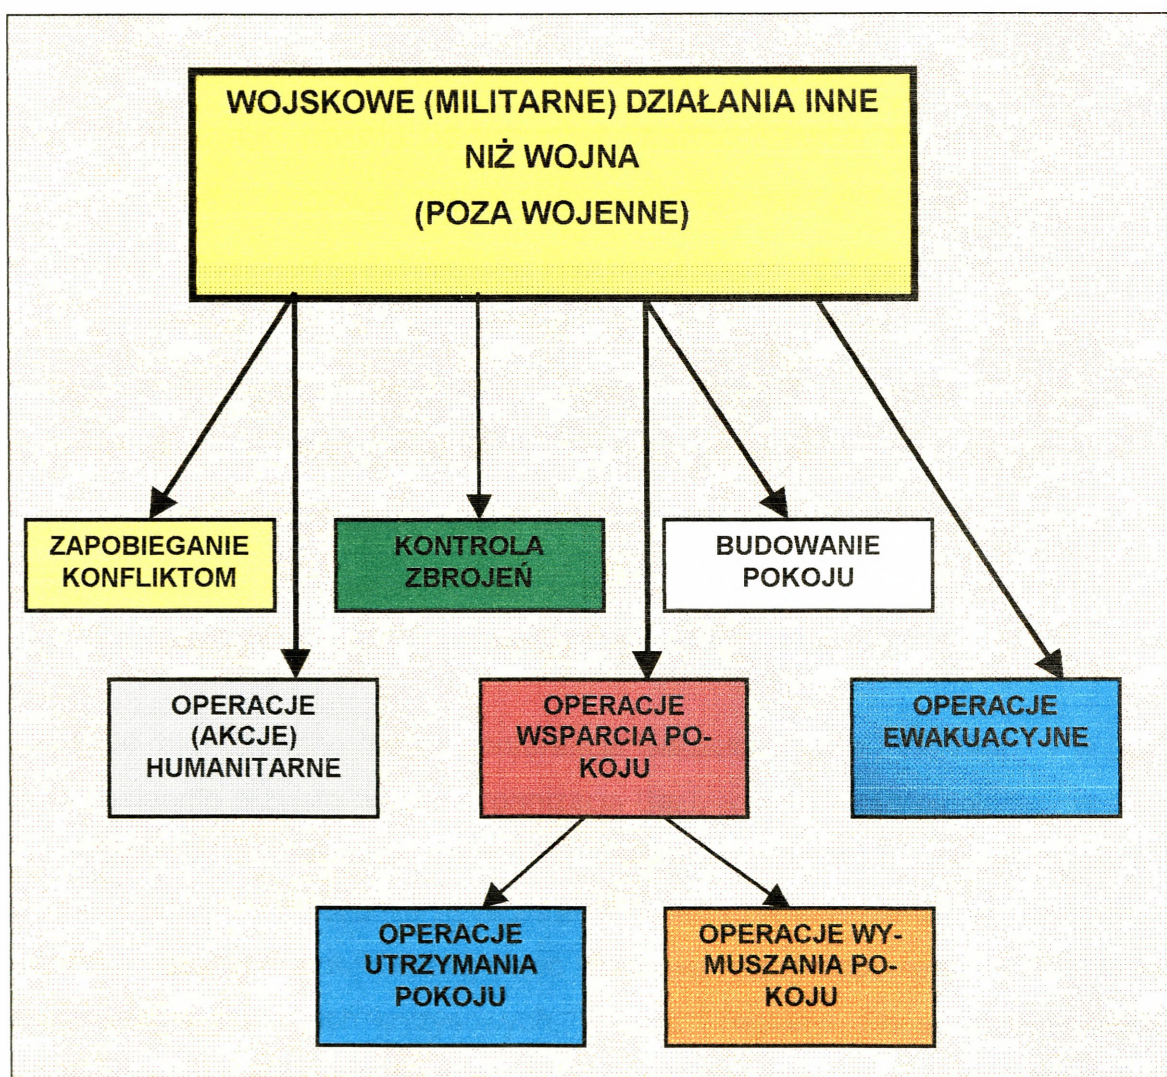 WOJSKOWE (MILITARNE) DZIAŁANIA INNE
NIŻ WOJNA
(POZA WOJENNE)
ZAPOBIEGANIE
KONFLIKTOM
KONTROLA
ZBROJEŃ
BUDOWANIE
POKOJU
OPERACJE
(AKCJE)
HUMANITARNE
OPERACJE
WSPARCIA PO-
KOJU
OPERACJE
EWAKUACYJNE
OPERACJE
UTRZYMANIA
POKOJU
OPERACJE WY-
MUSZANIA PO-
KOJU